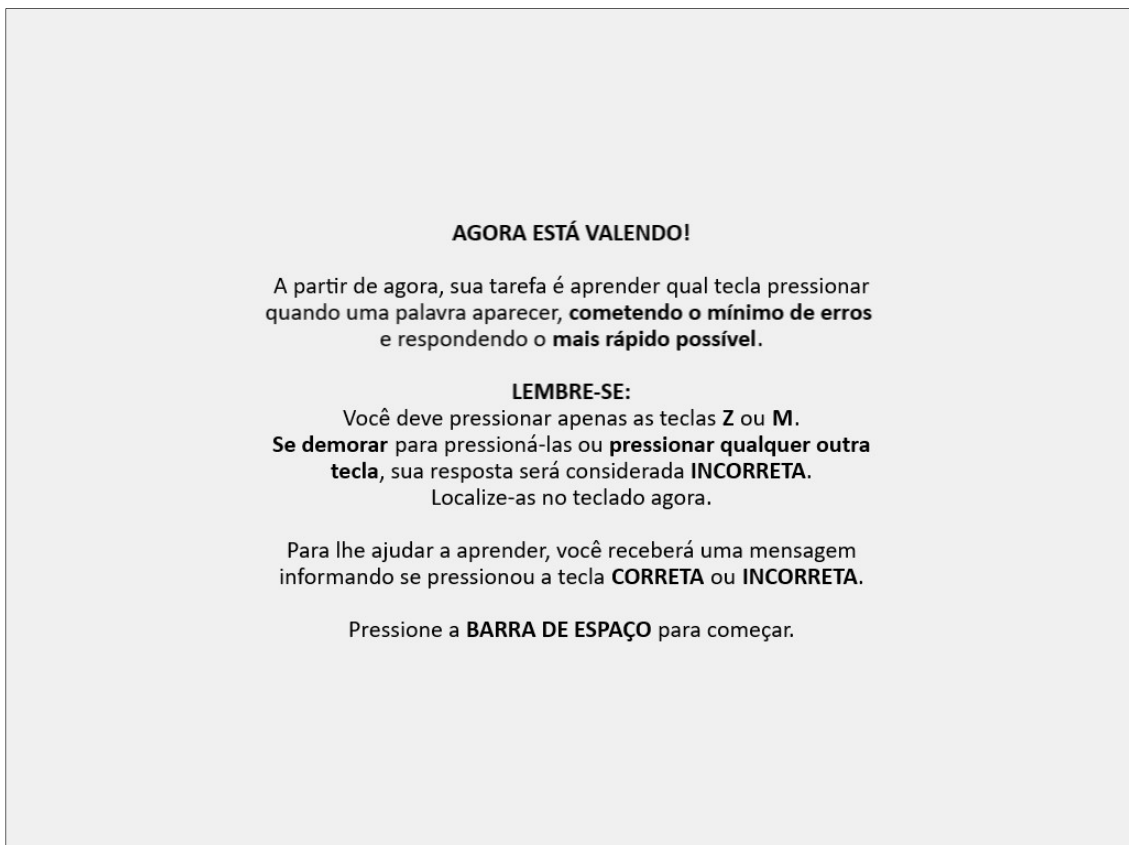 AGORA ESTÁ VALENDO!
A partir de agora, sua tarefa é aprender qual tecla pressionar
quando uma palavra aparecer, cometendo o mínimo de erros
e respondendo o mais rápido possível.
LEMBRE-SE:
Você deve pressionar apenas as teclas Z ou M.
Se demorar para pressioná-las ou pressionar qualquer outra
tecla, sua resposta será considerada INCORRETA.
Localize-as no teclado agora.
Para lhe ajudar a aprender, você receberá uma mensagem
informando se pressionou a tecla CORRETA ou INCORRETA.
Pressione a BARRA DE ESPAÇO para começar.